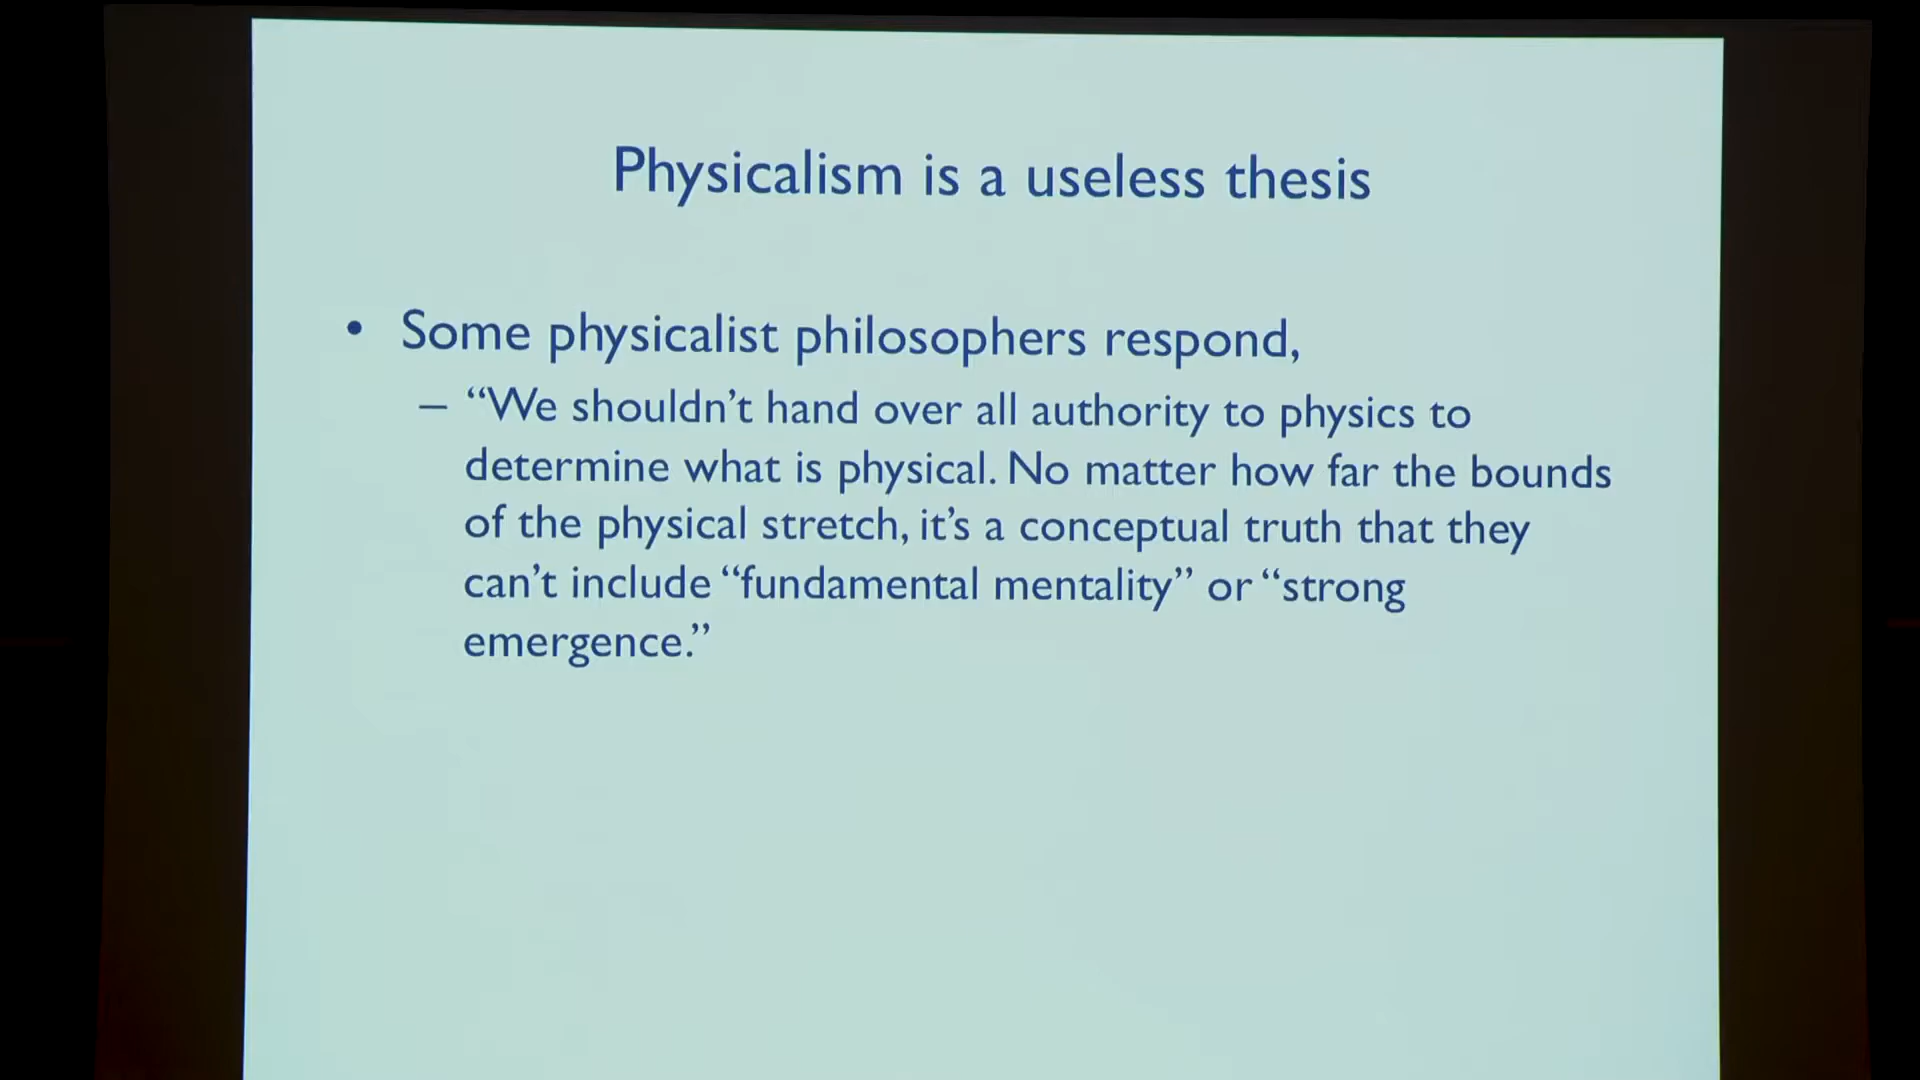 Physicalism is a useless thesis
• Some physicalist philosophers respond,
– “We shouldn’t hand over all authority to physics to
determine what is physical. No matter how far the bounds
of the physical stretch, it’s a conceptual truth that they
can’t include “fundamental mentality” or “strong
emergence.”